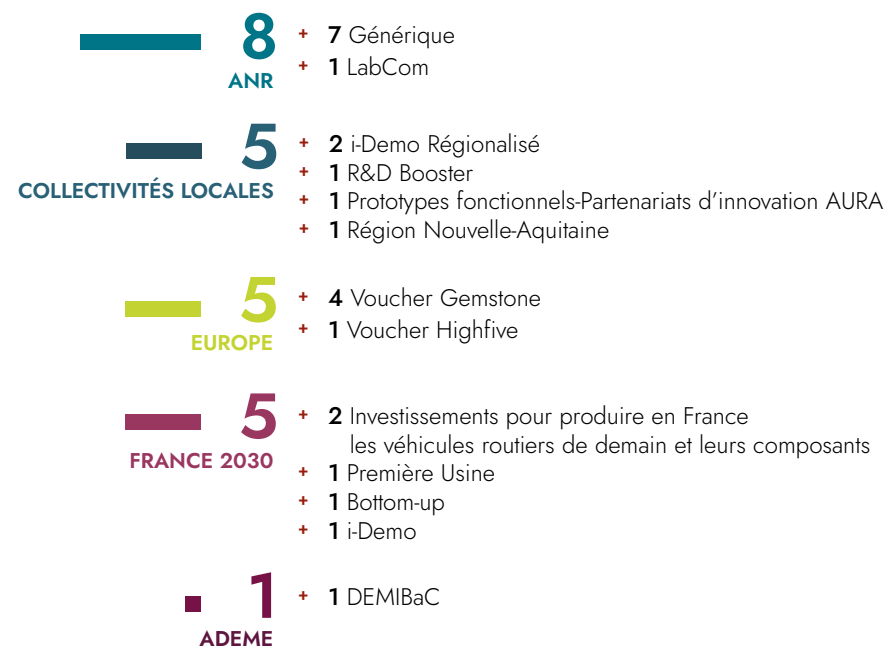 8
ANR
+ 7 Générique
+ 1 LabCom
5
COLLECTIVITÉS LOCALES
+ 2 i-Demo Régionalisé
+ 1 R&D Booster
+ 1 Prototypes fonctionnels-Partenariats d'innovation AURA
+ 1 Région Nouvelle-Aquitaine
5
EUROPE
+ 4 Voucher Gemstone
+ 1 Voucher Highfive
5
FRANCE 2030
+ 2 Investissements pour produire en France
les véhicules routiers de demain et leurs composants
+ 1 Première Usine
+ 1 Bottom-up
+ 1 i-Demo
1
ADEME
+ 1 DEMIBaC